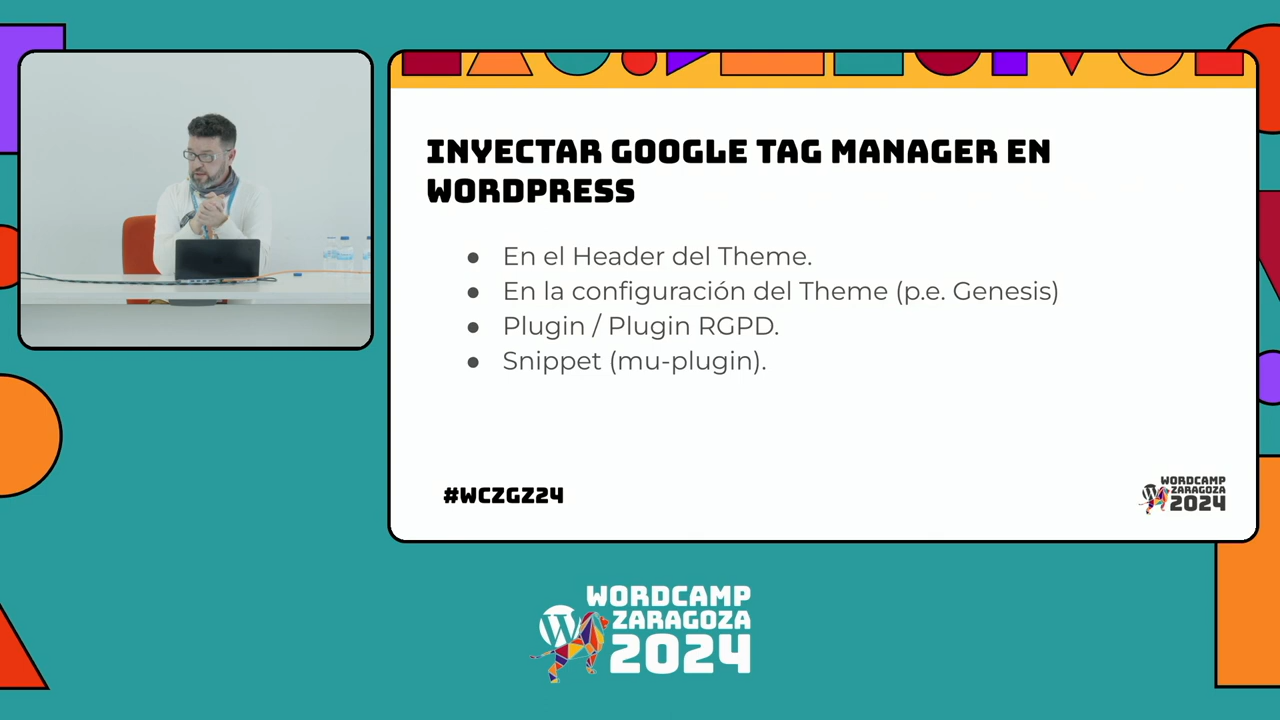 INYECTAR GOOGLE TAG MANAGER EN
WORDPRESS
● En el Header del Theme.
● En la configuración del Theme (p.e. Genesis)
● Plugin / Plugin RGPD.
● Snippet (mu-plugin).
#WCZGZ24
WORDCAMP
ZARAGOZA
2024
WORDCAMP
ZARAGOZA
2024